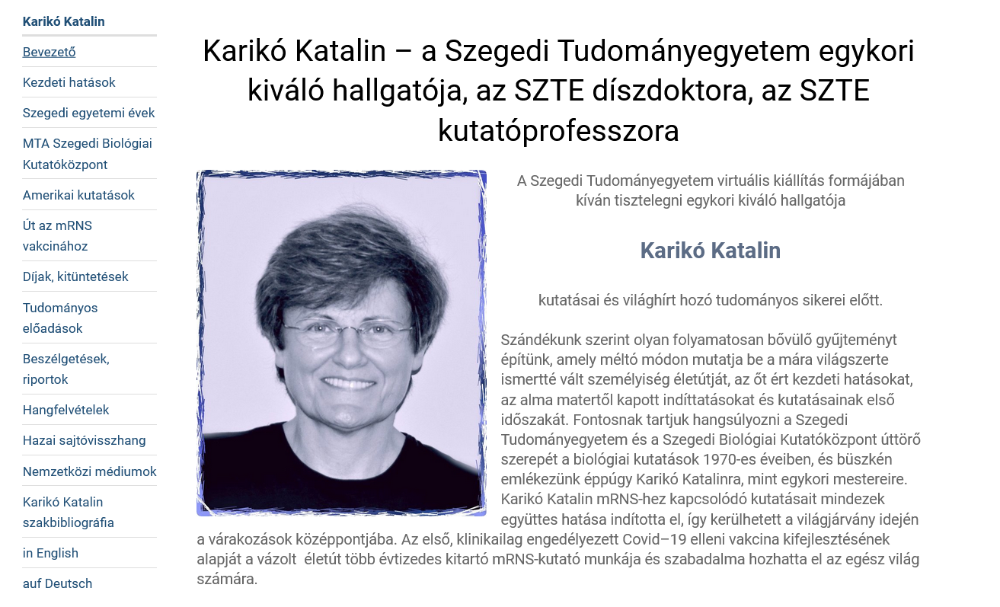 Karikó Katalin
Bevezető
Kezdeti hatások
Szegedi egyetemi évek
MTA Szegedi Biológiai
Kutatóközpont
Amerikai kutatások
Út az mRNS
vakcinához
Díjak, kitüntetések
Tudományos
előadások
Beszélgetések,
riportok
Hangfelvételek
Hazai sajtóvisszhang
Nemzetközi médiumok
Karikó Katalin
szakbibliográfia
in English
auf Deutsch
Karikó Katalin – a Szegedi Tudományegyetem egykori
kiváló hallgatója, az SZTE díszdoktora, az SZTE
kutatóprofesszora
A Szegedi Tudományegyetem virtuális kiállítás formájában
kíván tisztelegni egykori kiváló hallgatója
Karikó Katalin
kutatásai és világhírt hozó tudományos sikerei előtt.
Szándékunk szerint olyan folyamatosan bővülő gyűjteményt
építünk, amely méltó módon mutatja be a mára világszerte
ismertté vált személyiség életútját, az őt ért kezdeti hatásokat,
az alma matertől kapott indíttatásokat és kutatásainak első
időszakát. Fontosnak tartjuk hangsúlyozni a Szegedi
Tudományegyetem és a Szegedi Biológiai Kutatóközpont úttörő
szerepét a biológiai kutatások 1970-es éveiben, és büszkén
emlékezünk éppúgy Karikó Katalinra, mint egykori mestereire.
Karikó Katalin mRNS-hez kapcsolódó kutatásait mindezek
együttes hatása indította el, így kerülhetett a világjárvány idején
a várakozások középpontjába. Az első, klinikailag engedélyezett Covid–19 elleni vakcina kifejlesztésének
alapját a vázolt életút több évtizedes kitartó mRNS-kutató munkája és szabadalma hozhatta el az egész világ
számára.